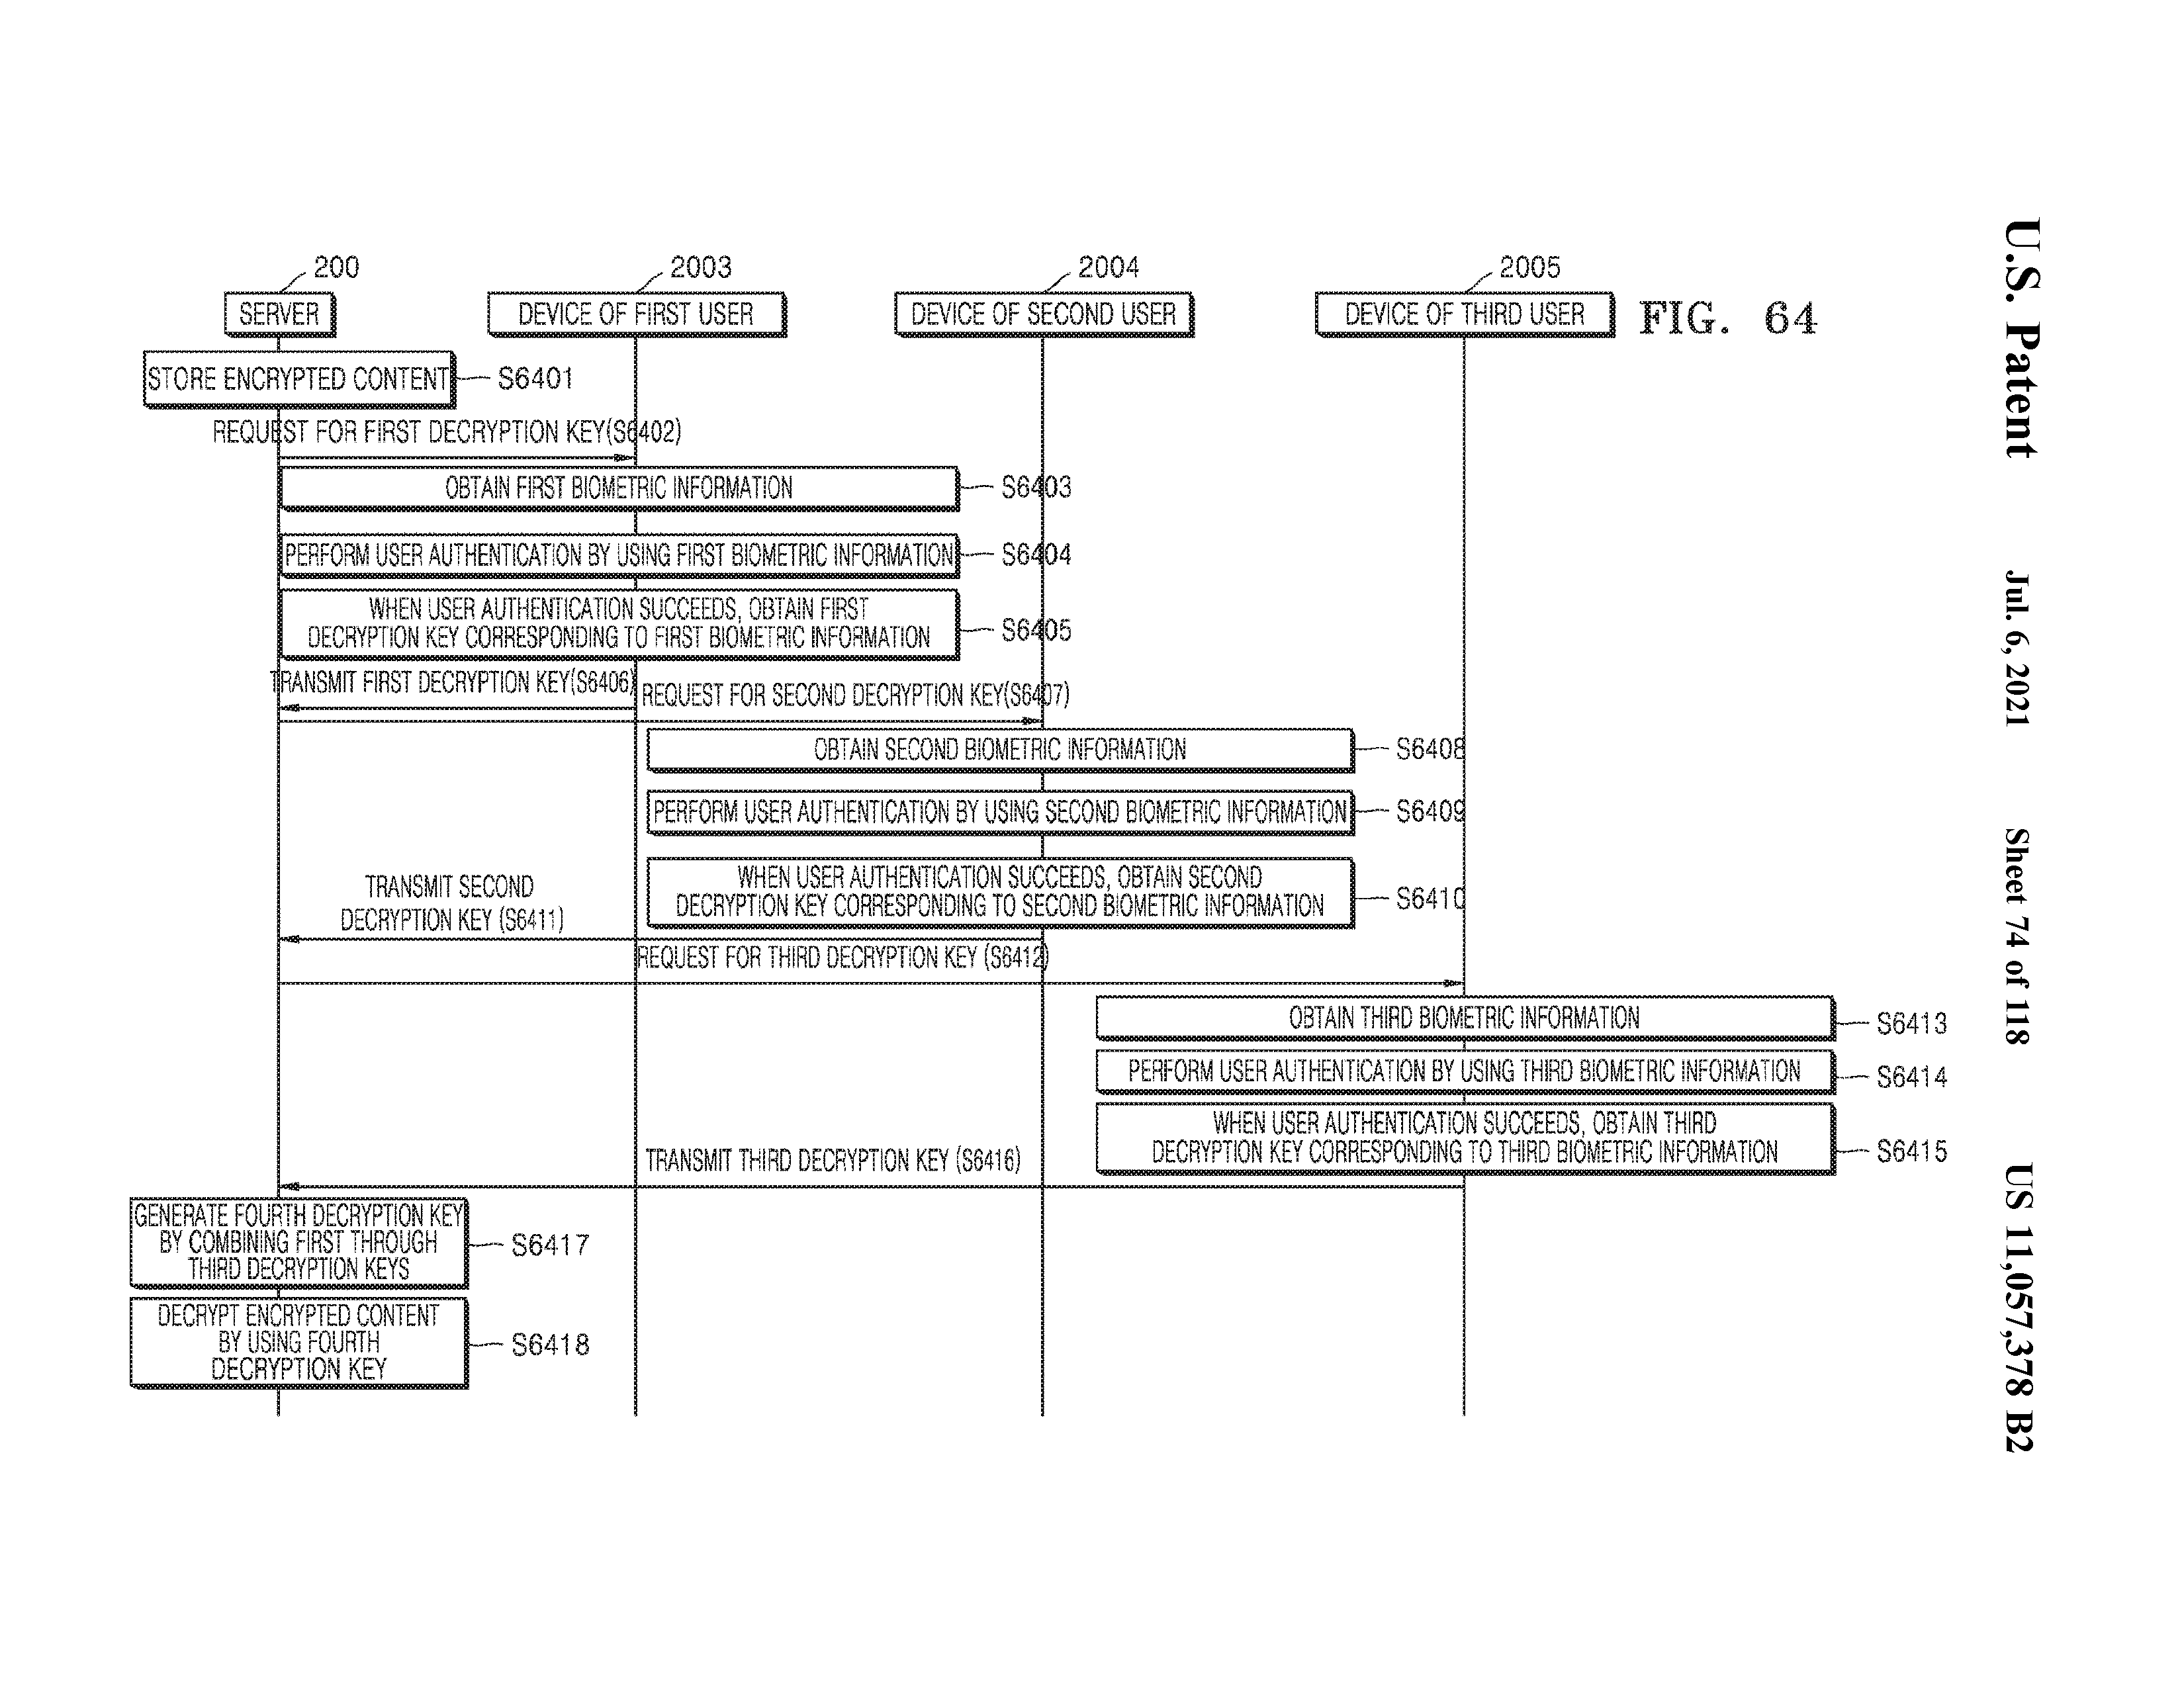 U.S. Patent
Jul. 6, 2021
Sheet 74 of 118
US 11,057,378 B2
FIG. 64
200
2003
2004
2005
SERVER
DEVICE OF FIRST USER
DEVICE OF SECOND USER
DEVICE OF THIRD USER
STORE ENCRYPTED CONTENT
S6401
REQUEST FOR FIRST DECRYPTION KEY(S6402)
OBTAIN FIRST BIOMETRIC INFORMATION
S6403
PERFORM USER AUTHENTICATION BY USING FIRST BIOMETRIC INFORMATION
S6404
WHEN USER AUTHENTICATION SUCCEEDS, OBTAIN FIRST
DECRYPTION KEY CORRESPONDING TO FIRST BIOMETRIC INFORMATION
S6405
TRANSMIT FIRST DECRYPTION KEY(S6406)
REQUEST FOR SECOND DECRYPTION KEY(S6407)
OBTAIN SECOND BIOMETRIC INFORMATION
S6408
PERFORM USER AUTHENTICATION BY USING SECOND BIOMETRIC INFORMATION
S6409
WHEN USER AUTHENTICATION SUCCEEDS, OBTAIN SECOND
DECRYPTION KEY CORRESPONDING TO SECOND BIOMETRIC INFORMATION
S6410
TRANSMIT SECOND
DECRYPTION KEY (S6411)
REQUEST FOR THIRD DECRYPTION KEY (S6412)
OBTAIN THIRD BIOMETRIC INFORMATION
S6413
PERFORM USER AUTHENTICATION BY USING THIRD BIOMETRIC INFORMATION
S6414
WHEN USER AUTHENTICATION SUCCEEDS, OBTAIN THIRD
DECRYPTION KEY CORRESPONDING TO THIRD BIOMETRIC INFORMATION
S6415
TRANSMIT THIRD DECRYPTION KEY (S6416)
GENERATE FOURTH DECRYPTION KEY
BY COMBINING FIRST THROUGH
THIRD DECRYPTION KEYS
S6417
DECRYPT ENCRYPTED CONTENT
BY USING FOURTH
DECRYPTION KEY
S6418